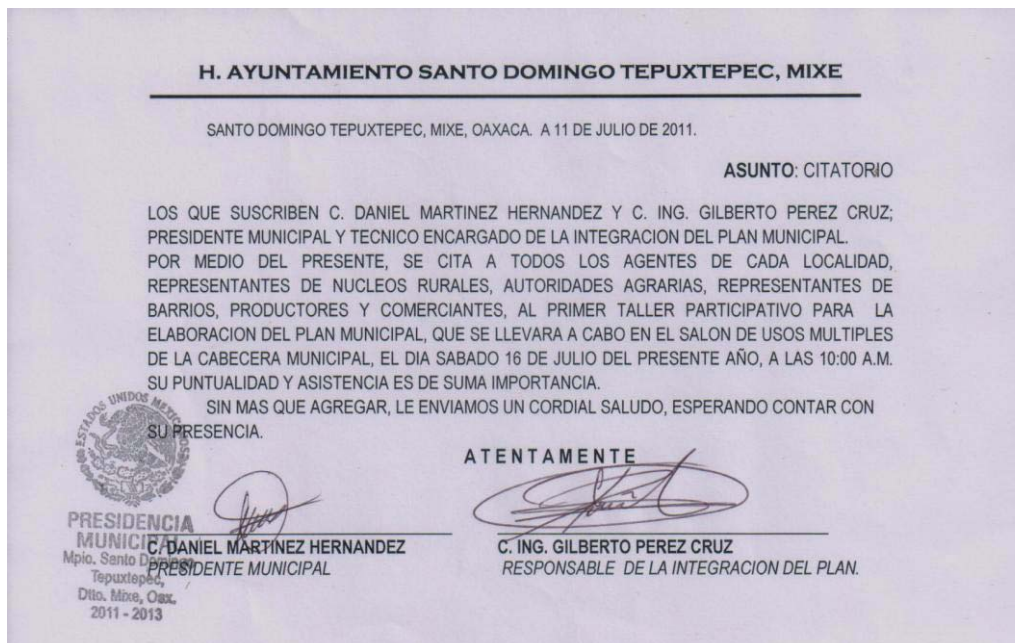 H. AYUNTAMIENTO SANTO DOMINGO TEPUXTEPEC, MIXE
SANTO DOMINGO TEPUXTEPEC, MIXE, OAXACA. A 11 DE JULIO DE 2011.
ASUNTO: CITATORIO
LOS QUE SUSCRIBEN C. DANIEL MARTINEZ HERNANDEZ Y C. ING. GILBERTO PEREZ CRUZ;
PRESIDENTE MUNICIPAL Y TECNICO ENCARGADO DE LA INTEGRACION DEL PLAN MUNICIPAL.
POR MEDIO DEL PRESENTE, SE CITA A TODOS LOS AGENTES DE CADA LOCALIDAD,
REPRESENTANTES DE NUCLEOS RURALES, AUTORIDADES AGRARIAS, REPRESENTANTES DE
BARRIOS, PRODUCTORES Y COMERCIANTES, AL PRIMER TALLER PARTICIPATIVO PARA LA
ELABORACION DEL PLAN MUNICIPAL, QUE SE LLEVARA A CABO EN EL SALON DE USOS MULTIPLES
DE LA CABECERA MUNICIPAL, EL DIA SABADO 16 DE JULIO DEL PRESENTE AÑO, A LAS 10:00 A.M.
SU PUNTUALIDAD Y ASISTENCIA ES DE SUMA IMPORTANCIA.
SIN MAS QUE AGREGAR, LE ENVIAMOS UN CORDIAL SALUDO, ESPERANDO CONTAR CON
SU PRESENCIA.
ATENTAMENTE
C. DANIEL MARTINEZ HERNANDEZ
PRESIDENTE MUNICIPAL
C. ING. GILBERTO PEREZ CRUZ
RESPONSABLE DE LA INTEGRACION DEL PLAN.
ESTADOS UNIDOS MEXICANOS
PRESIDENCIA
MUNICIPAL
Mpio. Santo Domingo
Tepuxtepec,
Dtto. Mixe, Oax.
2011 - 2013